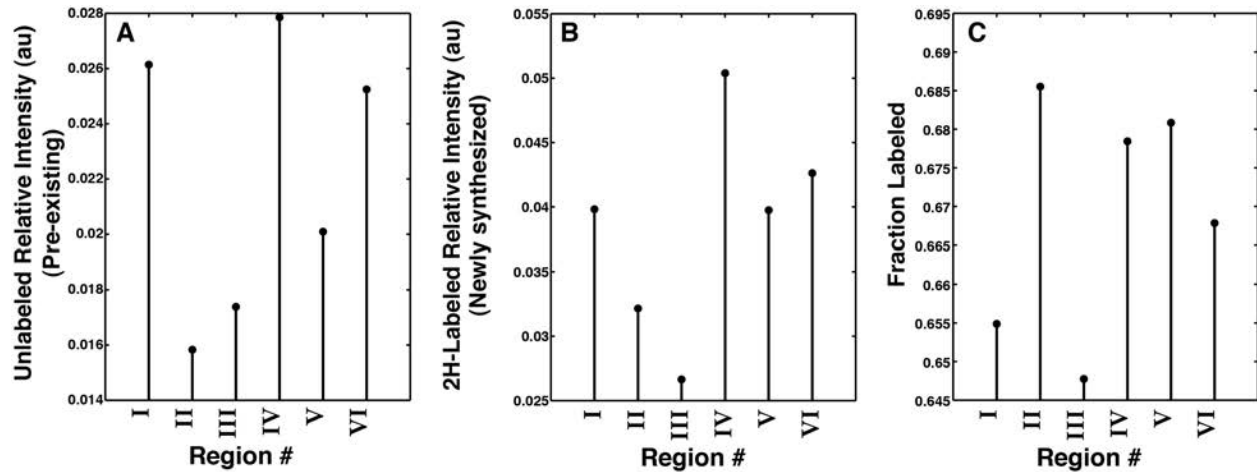 A
Unlabeled Relative Intensity (au)
(Pre-existing)
0.028
0.026
0.024
0.022
0.02
0.018
0.016
0.014
I
II
III
IV
V
VI
Region #
B
2H-Labeled Relative Intensity (au)
(Newly synthesized)
0.055
0.05
0.045
0.04
0.035
0.03
0.025
I
II
III
IV
V
VI
Region #
C
Fraction Labeled
0.695
0.69
0.685
0.68
0.675
0.67
0.665
0.66
0.655
0.65
0.645
I
II
III
IV
V
VI
Region #